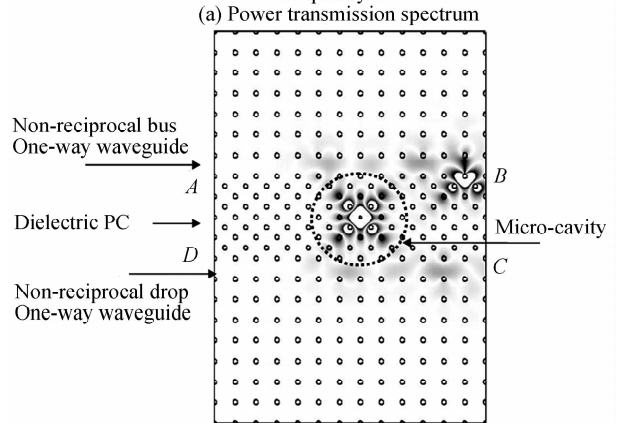 (a) Power transmission spectrum
Non-reciprocal bus
One-way waveguide
A
B
Dielectric PC
Micro-cavity
D
C
Non-reciprocal drop
One-way waveguide